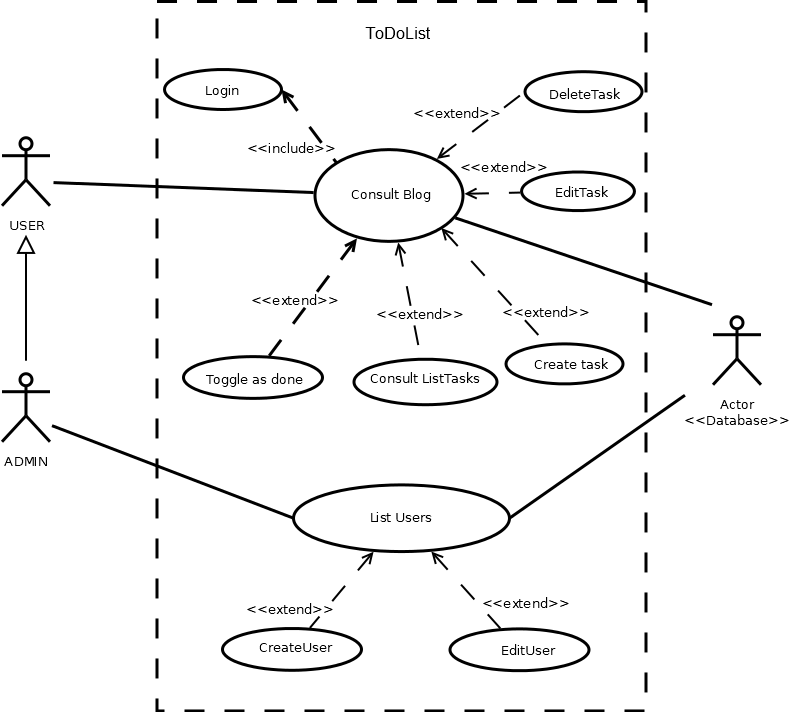 ToDoList
Login
DeleteTask
<<extend>>
<<include>>
<<extend>>
Consult Blog
EditTask
USER
<<extend>>
<<extend>>
<<extend>>
Toggle as done
Consult ListTasks
Create task
Actor
<<Database>>
ADMIN
List Users
<<extend>>
<<extend>>
CreateUser
EditUser